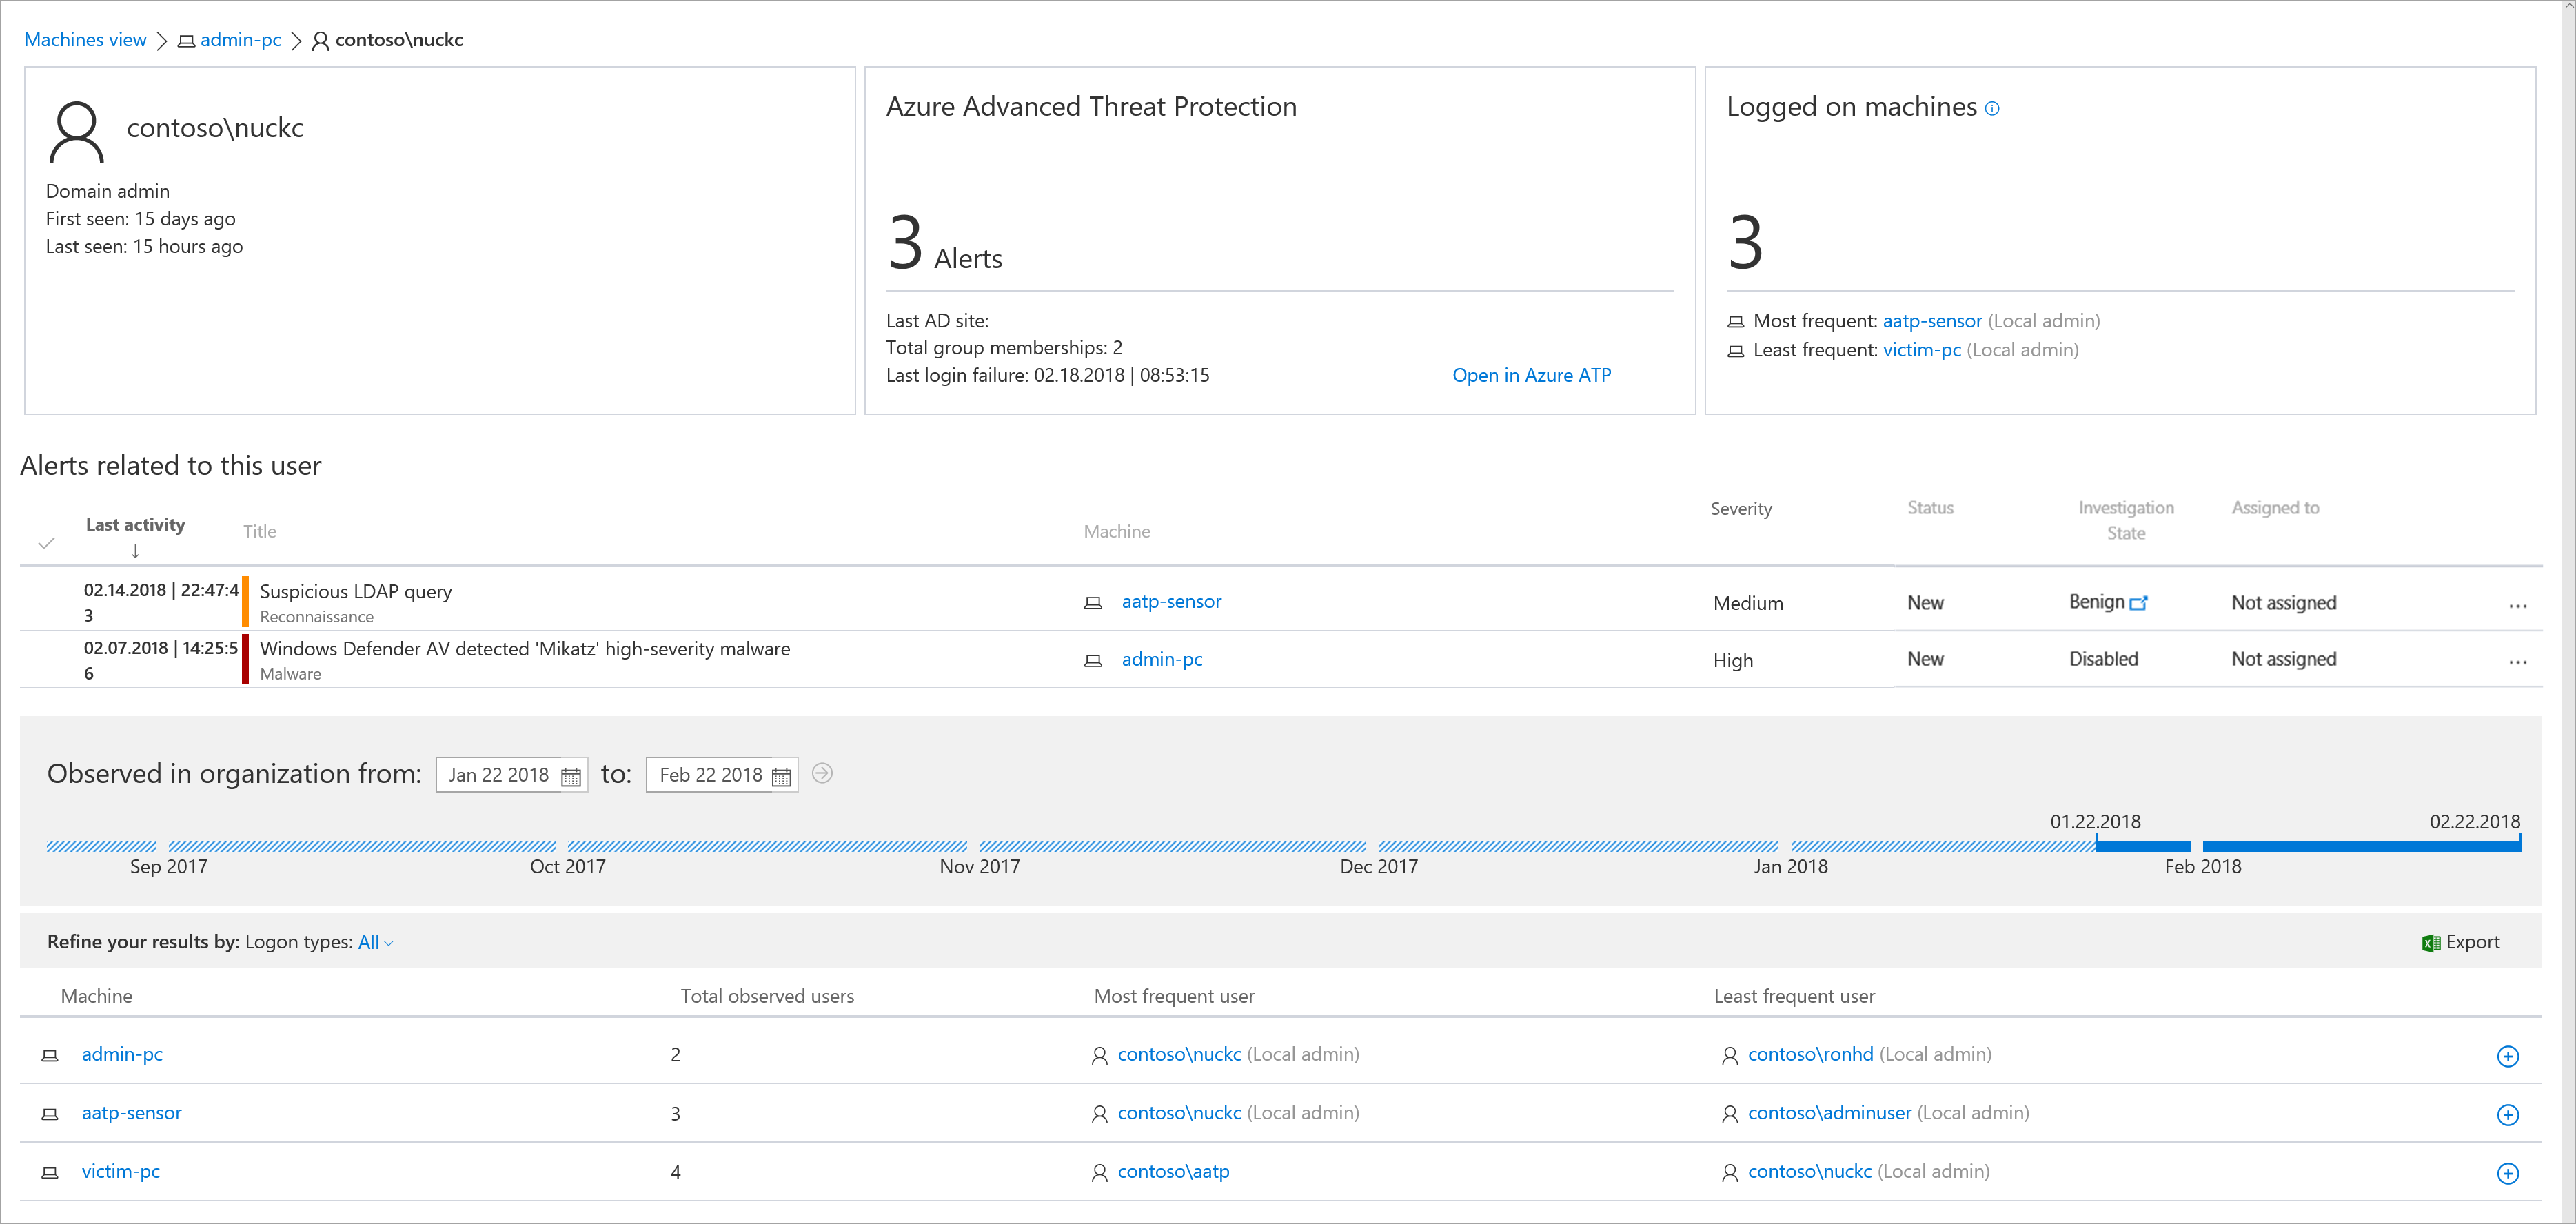 Machines view > admin-pc > contoso\nuckc
contoso\nuckc
Domain admin
First seen: 15 days ago
Last seen: 15 hours ago
Azure Advanced Threat Protection
3 Alerts
Last AD site:
Total group memberships: 2
Last login failure: 02.18.2018 | 08:53:15
Open in Azure ATP
Logged on machines
3
Most frequent: aatp-sensor (Local admin)
Least frequent: victim-pc (Local admin)
Alerts related to this user
Last activity Title Machine Severity Status Investigation State Assigned to
02.14.2018 | 22:47:43 Suspicious LDAP query aatp-sensor Medium New Benign Not assigned ...
Reconnaissance
02.07.2018 | 14:25:56 Windows Defender AV detected 'Mikatz' high-severity malware admin-pc High New Disabled Not assigned ...
Malware
Observed in organization from: Jan 22 2018 to: Feb 22 2018
01.22.2018 02.22.2018
Sep 2017 Oct 2017 Nov 2017 Dec 2017 Jan 2018 Feb 2018
Refine your results by: Logon types: All Export
Machine Total observed users Most frequent user Least frequent user
admin-pc 2 contoso\nuckc (Local admin) contoso\ronhd (Local admin)
aatp-sensor 3 contoso\nuckc (Local admin) contoso\adminuser (Local admin)
victim-pc 4 contoso\aatp contoso\nuckc (Local admin)